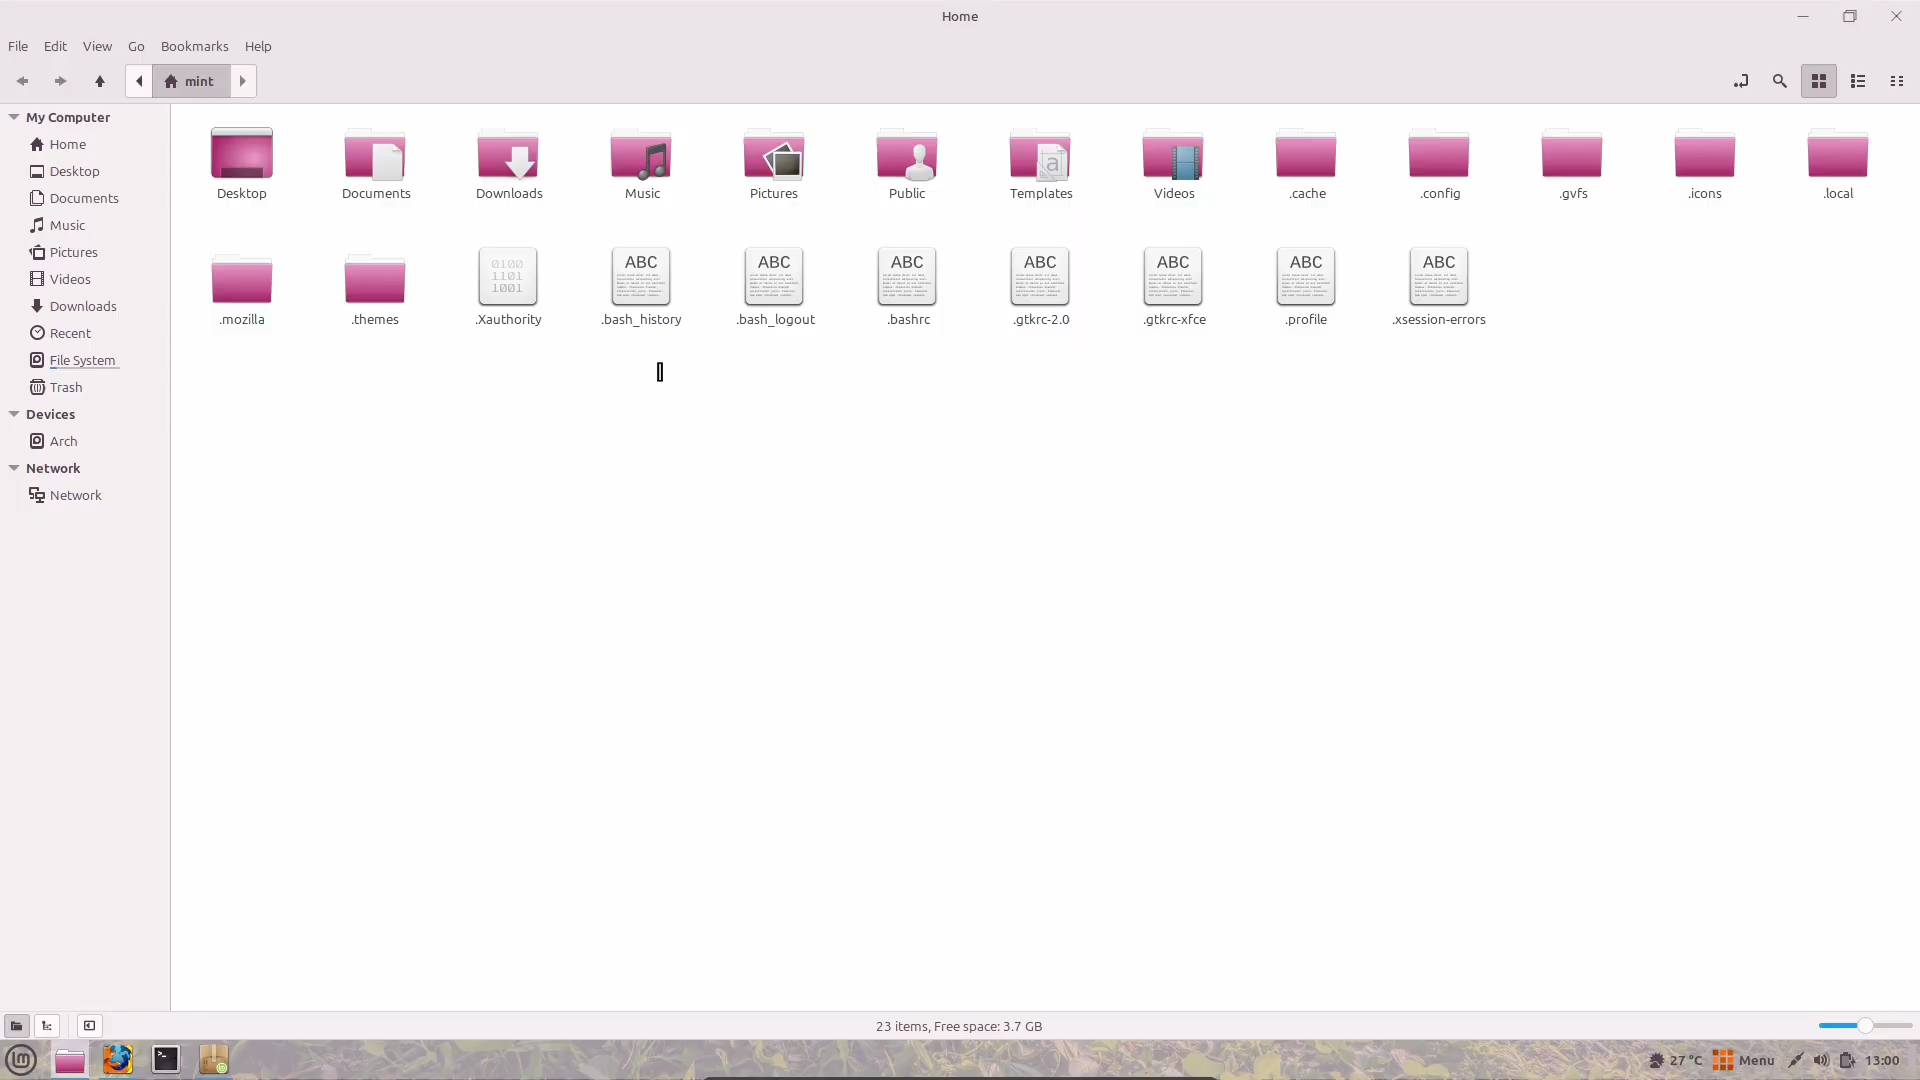 Home
File Edit View Go Bookmarks Help
mint
My Computer
Home
Desktop
Documents
Music
Pictures
Videos
Downloads
Recent
File System
Trash
Devices
Arch
Network
Network
Desktop Documents Downloads Music Pictures Public Templates Videos .cache .config .gvfs .icons .local
0100
1101
1001
ABC ABC ABC ABC ABC ABC ABC
.mozilla .themes .Xauthority .bash_history .bash_logout .bashrc .gtkrc-2.0 .gtkrc-xfce .profile .xsession-errors
23 items, Free space: 3.7 GB
27 °C Menu 13:00